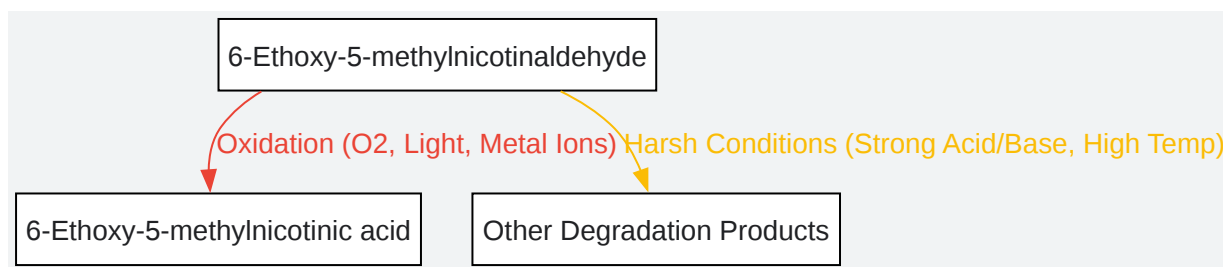 6-Ethoxy-5-methylnicotinaldehyde
Oxidation (O2, Light, Metal Ions)
Harsh Conditions (Strong Acid/Base, High Temp)
6-Ethoxy-5-methylnicotinic acid
Other Degradation Products